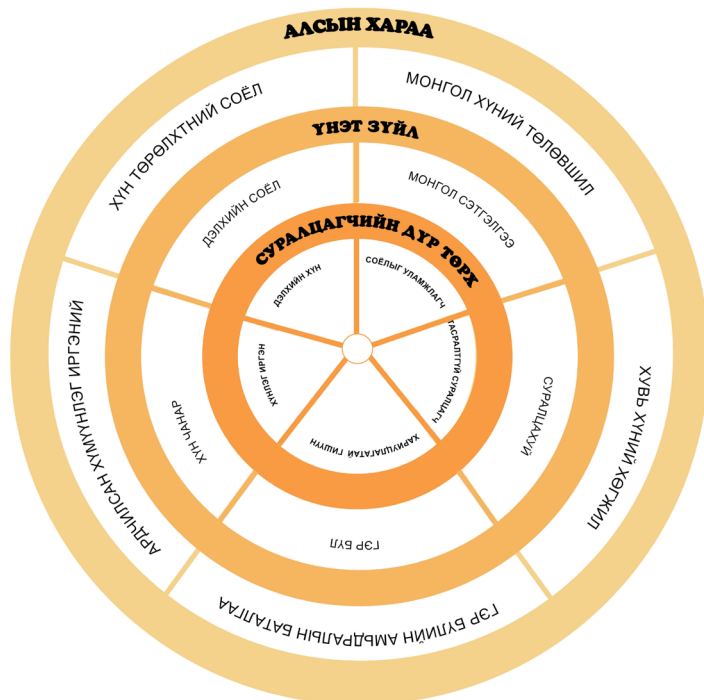 АЛСЫН ХАРАА
МОНГОЛ ХҮНИЙ ТӨЛӨВШИЛ
ХУВЬ ХҮНИЙ ХӨГЖИЛ
ГЭР БҮЛИЙН АМЬДРАЛЫН БАТАЛГАА
АРДЧИЛСАН ХҮМҮҮНЛЭГ ИРГЭНИЙ
ХҮН ТӨРӨЛХТНИЙ СОЁЛ
ҮНЭТ ЗҮЙЛ
МОНГОЛ СЭТГЭЛГЭЭ
СУРАЛЦАХУЙ
ГЭР БҮЛ
ХҮН ЧАНАР
ДЭЛХИЙН СОЁЛ
СУРАЛЦАГЧИЙН ДҮР ТӨРХ
СОЁЛЫГ УЛАМЖЛАГЧ
ТАСРАЛТГҮЙ СУРАЛЦАГЧ
ХАРИУЦЛАГАТАЙ ГИШҮҮН
ХҮНЛЭГ ИРГЭН
ДЭЛХИЙН ХҮН